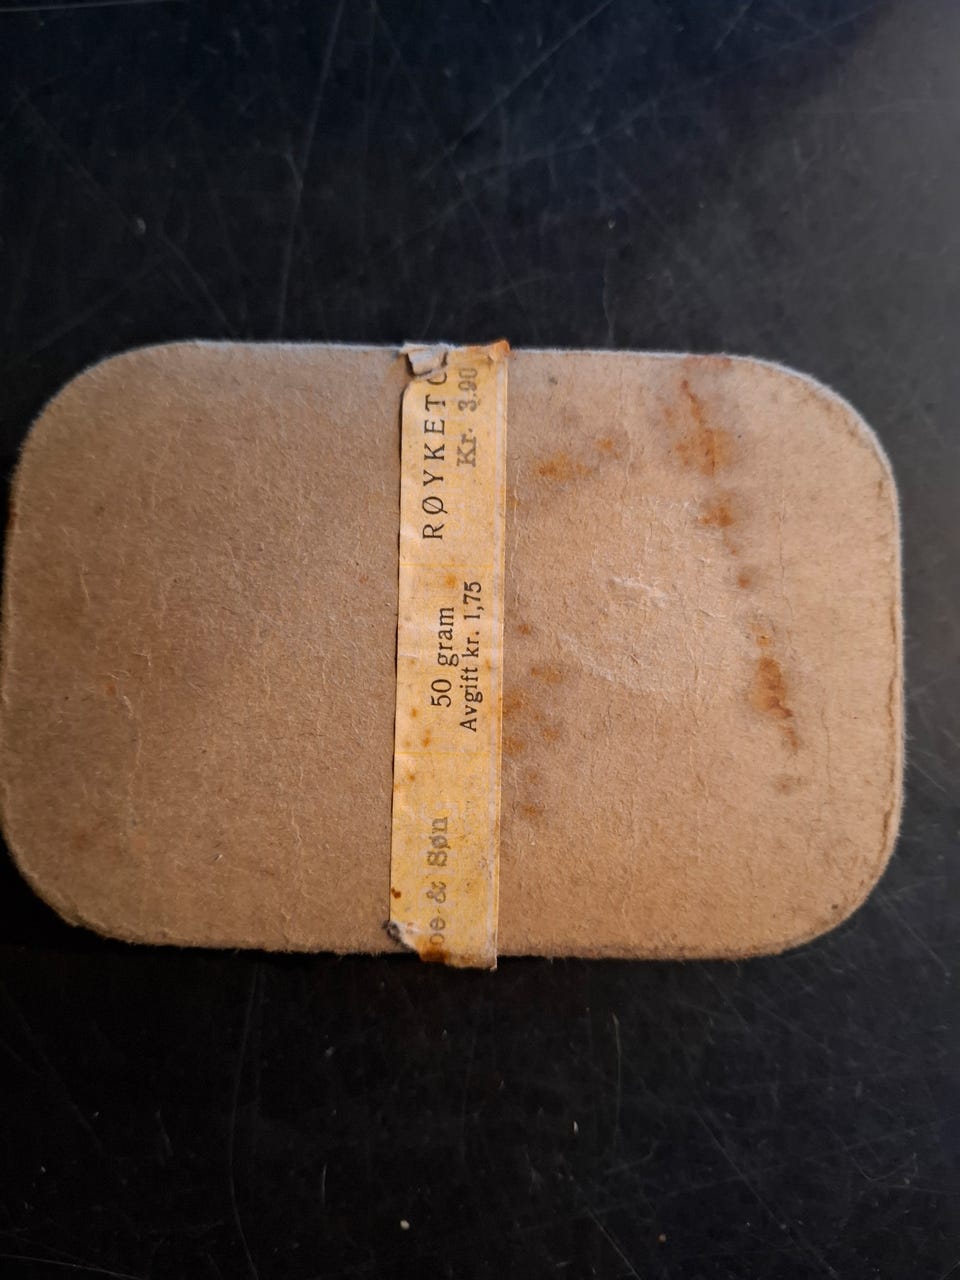 & Søn
50 gram
Avgift kr. 1,75
RØYKET
Kr. 3.90